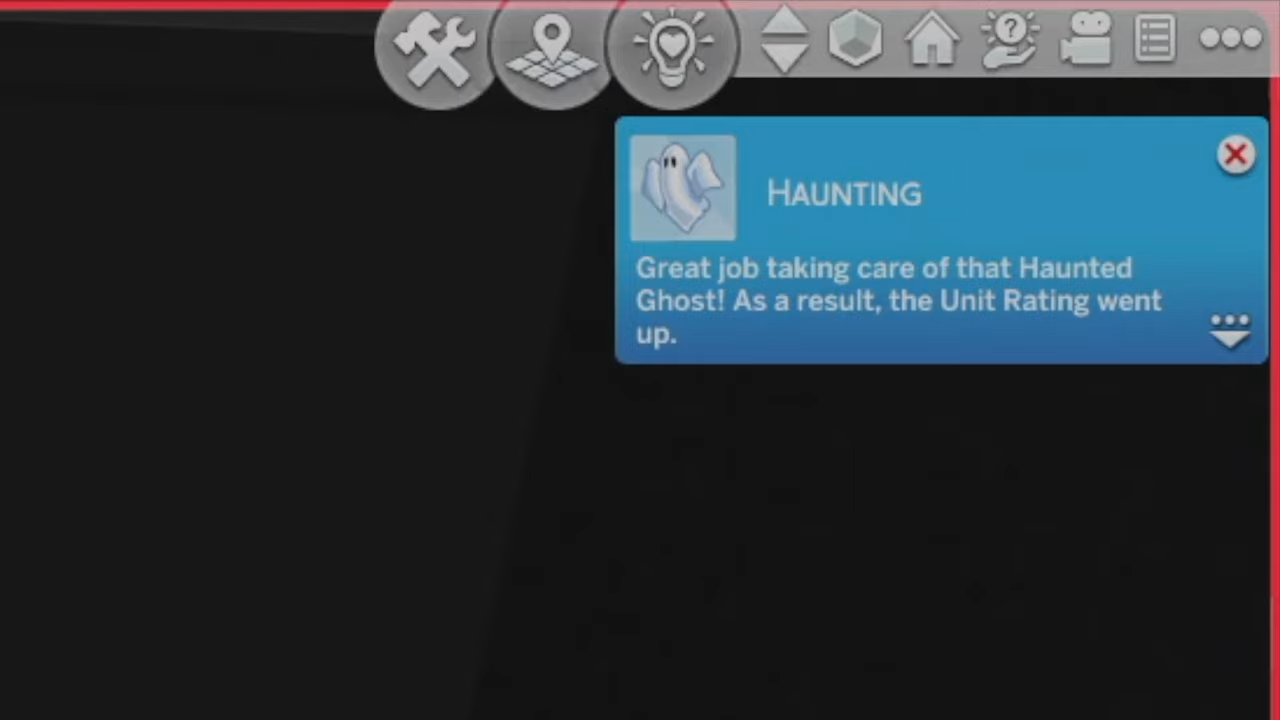 HAUNTING
Great job taking care of that Haunted
Ghost! As a result, the Unit Rating went
up.